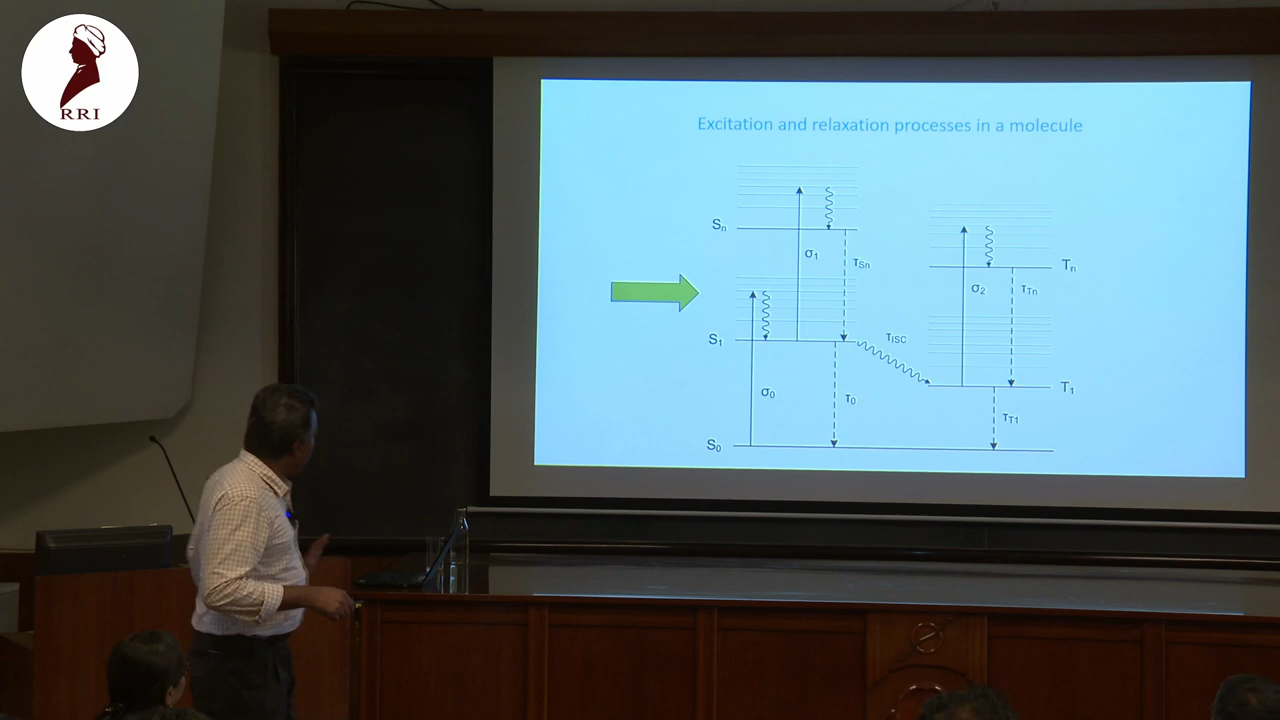 RRI
Excitation and relaxation processes in a molecule
Sn
σ1
τSn
Tn
σ2
τTn
S1
τISC
T1
σ0
τ0
τT1
S0